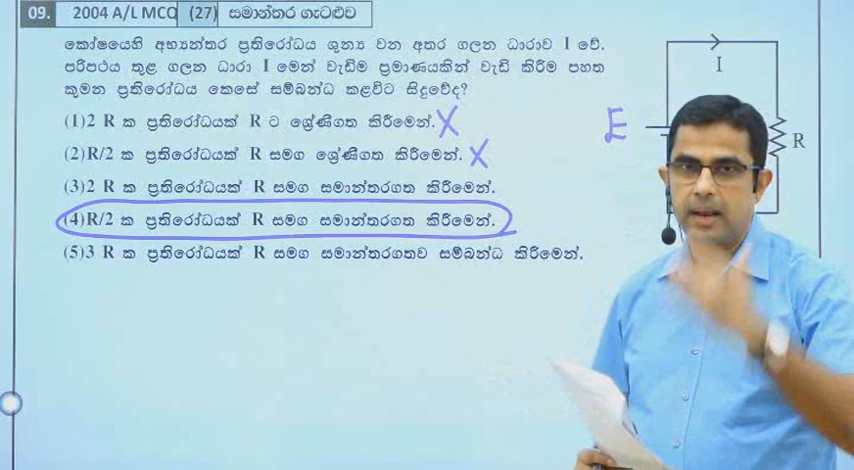 09. 2004 A/L MCQ (27) සමාන්තර ගැටළුව
කෝෂයෙහි අභ්‍යන්තර ප්‍රතිරෝධය ශුන්‍ය වන අතර ගලන ධාරාව I වේ.
පරිපථය තුළ ගලන ධාරා I මෙන් වැඩිම ප්‍රමාණයකින් වැඩි කිරීම පහත
කුමන ප්‍රතිරෝධය කෙසේ සම්බන්ධ කළවිට සිදුවේද?
(1)2 R ක ප්‍රතිරෝධයක් R ට ශ්‍රේණිගත කිරීමෙන්. X
(2)R/2 ක ප්‍රතිරෝධයක් R සමග ශ්‍රේණිගත කිරීමෙන්. X
(3)2 R ක ප්‍රතිරෝධයක් R සමග සමාන්තරගත කිරීමෙන්.
(4)R/2 ක ප්‍රතිරෝධයක් R සමග සමාන්තරගත කිරීමෙන්.
(5)3 R ක ප්‍රතිරෝධයක් R සමග සමාන්තරගතව සම්බන්ධ කිරීමෙන්.
I
E
R